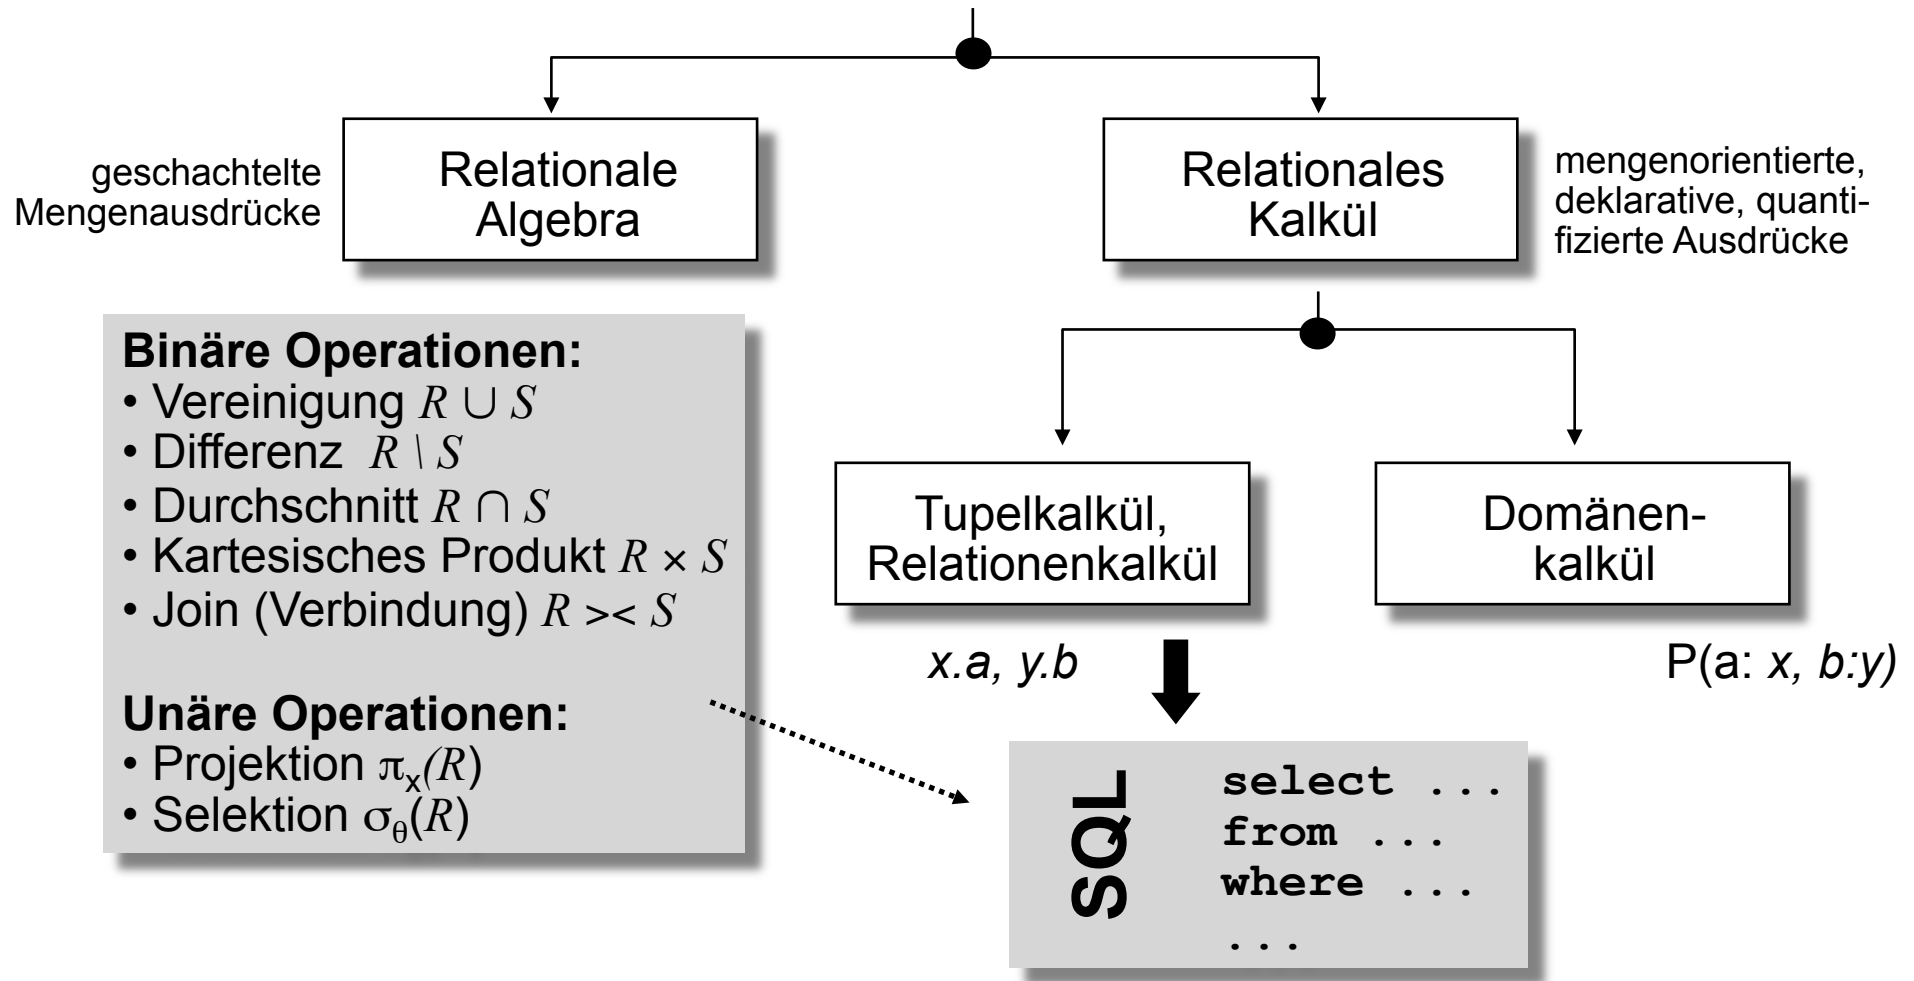 geschachtelte
Mengenausdrücke
Relationale
Algebra
Relationales
Kalkül
mengenorientierte,
deklarative, quanti-
fizierte Ausdrücke
Binäre Operationen:
• Vereinigung R ∪ S
• Differenz R \ S
• Durchschnitt R ∩ S
• Kartesisches Produkt R × S
• Join (Verbindung) R >< S
Unäre Operationen:
• Projektion πx(R)
• Selektion σθ(R)
Tupelkalkül,
Relationenkalkül
Domänen-
kalkül
x.a, y.b
P(a: x, b:y)
SQL
select ...
from ...
where ...
...